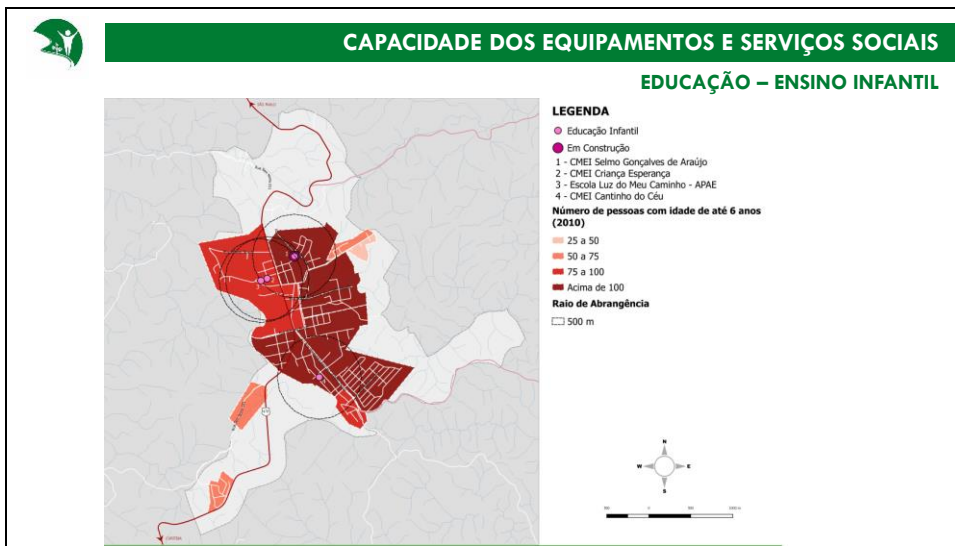 CAPACIDADE DOS EQUIPAMENTOS E SERVIÇOS SOCIAIS
EDUCAÇÃO – ENSINO INFANTIL
LEGENDA
Educação Infantil
Em Construção
1 - CMEI Selmo Gonçalves de Araújo
2 - CMEI Criança Esperança
3 - Escola Luz do Meu Caminho - APAE
4 - CMEI Cantinho do Céu
Número de pessoas com idade de até 6 anos
(2010)
25 a 50
50 a 75
75 a 100
Acima de 100
Raio de Abrangência
500 m
N
W
E
S